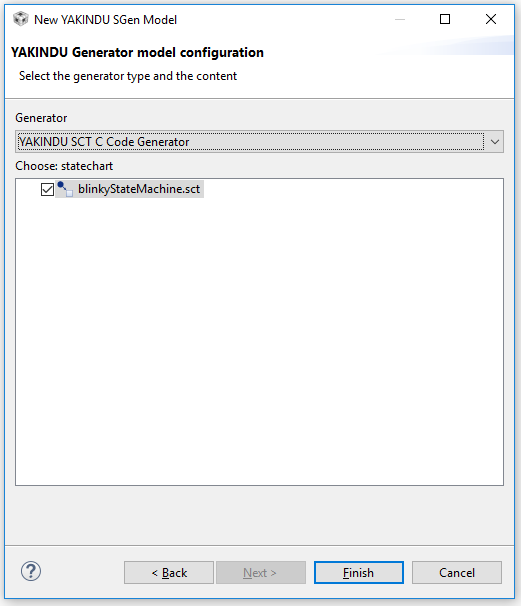 New YAKINDU SGen Model
YAKINDU Generator model configuration
Select the generator type and the content
Generator
YAKINDU SCT C Code Generator
Choose: statechart
blinkyStateMachine.sct
?
< Back
Next >
Finish
Cancel